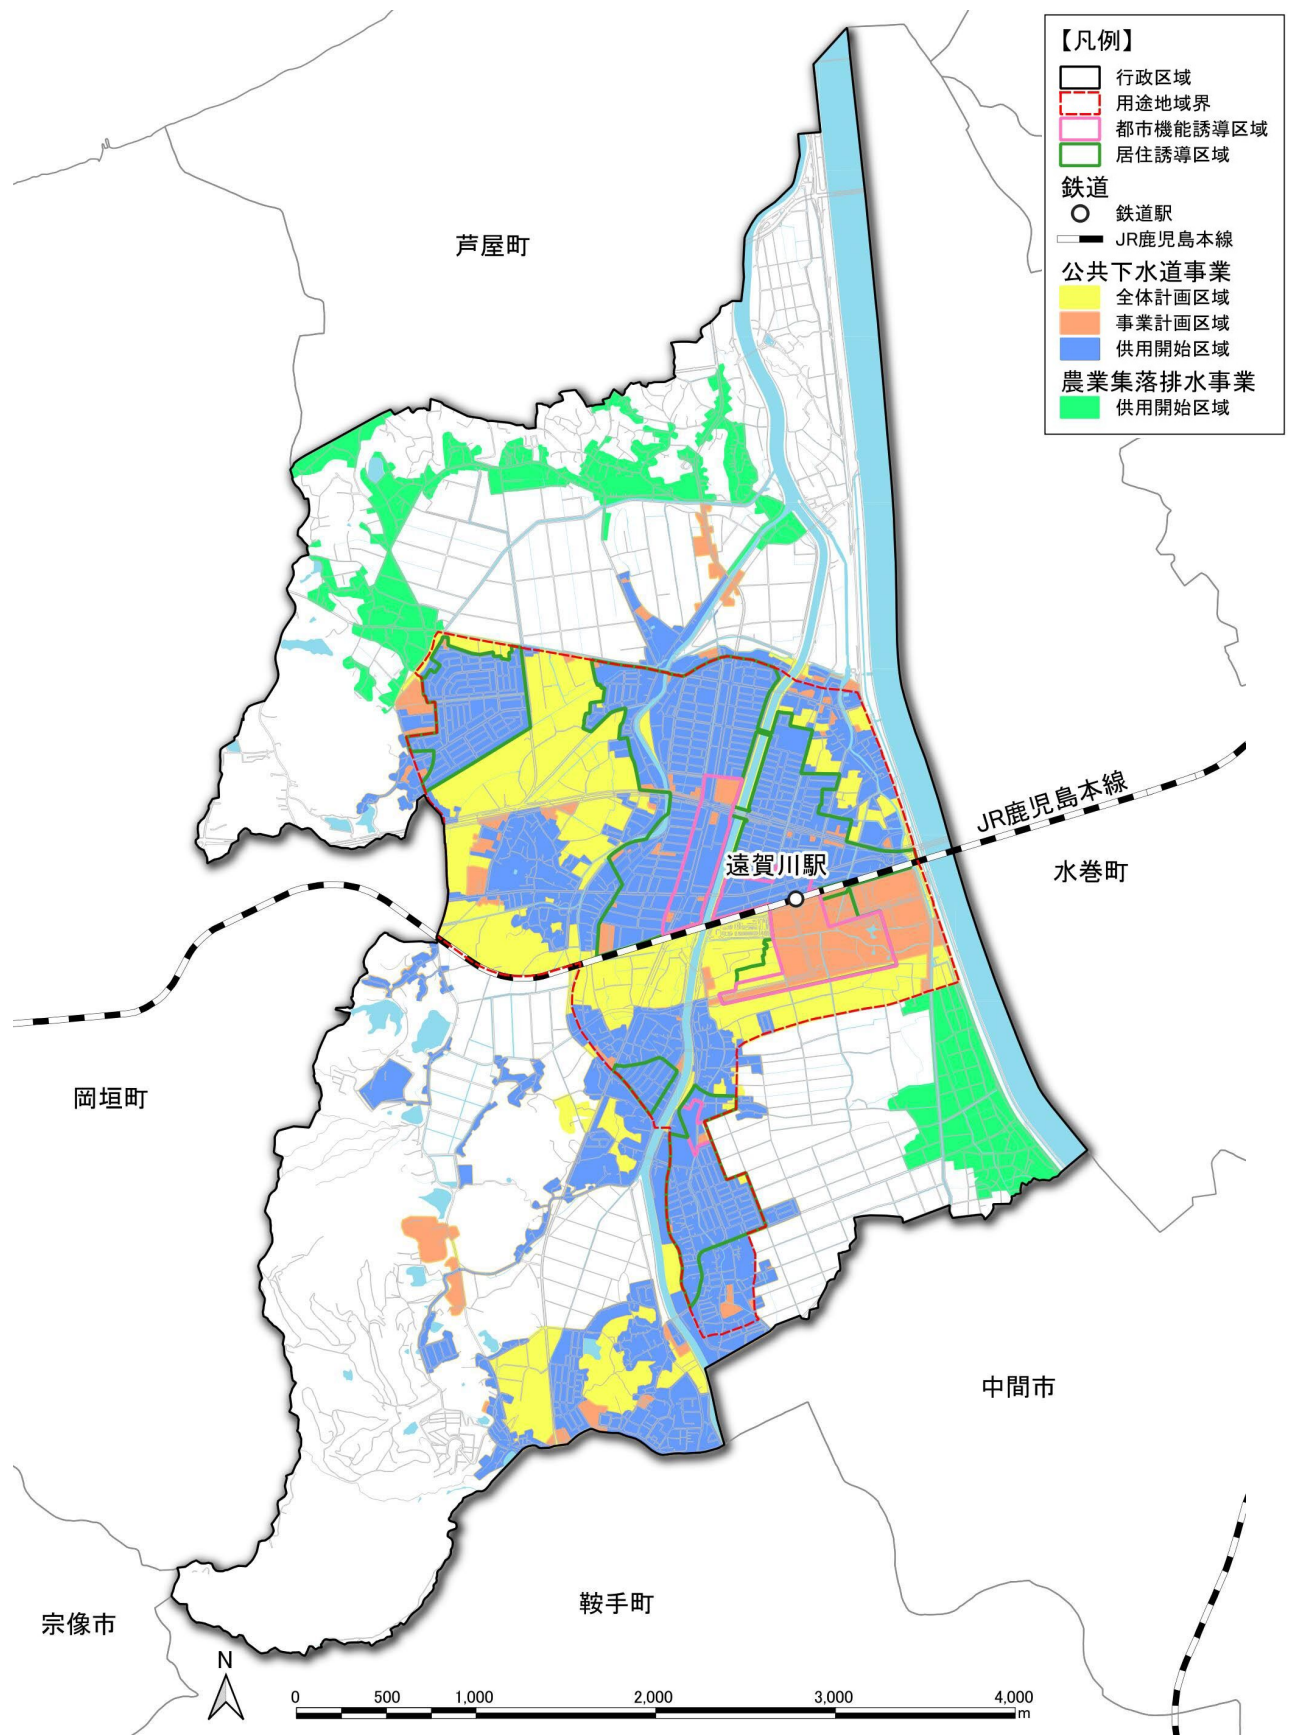 【凡例】
行政区域
用途地域界
都市機能誘導区域
居住誘導区域
鉄道
鉄道駅
JR鹿児島本線
公共下水道事業
全体計画区域
事業計画区域
供用開始区域
農業集落排水事業
供用開始区域
芦屋町
JR鹿児島本線
遠賀川駅
水巻町
岡垣町
中間市
鞍手町
宗像市
N
0 500 1,000 2,000 3,000 4,000
m